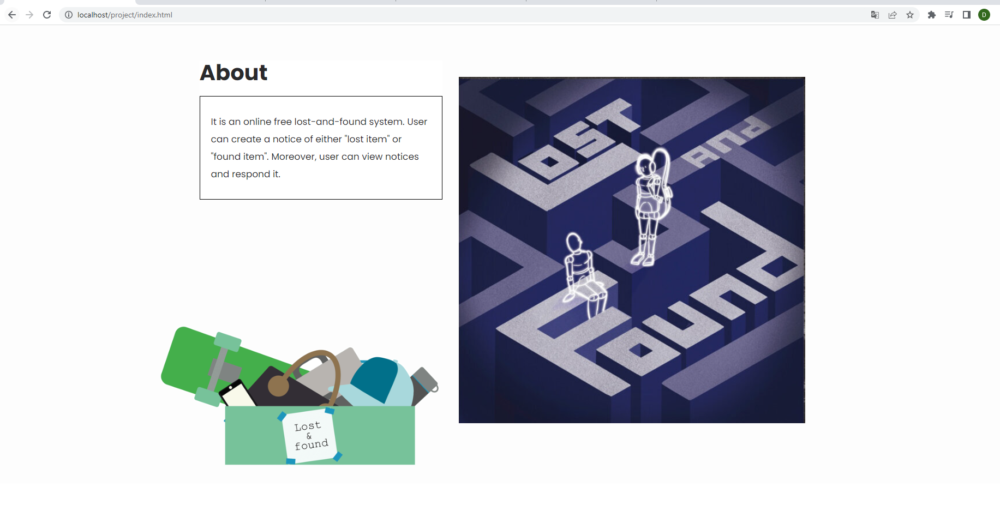 localhost/project/index.html
D
About
It is an online free lost-and-found system. User
can create a notice of either "lost item" or
"found item". Moreover, user can view notices
and respond it.
LOST
AND
FOUND
Lost
&
found